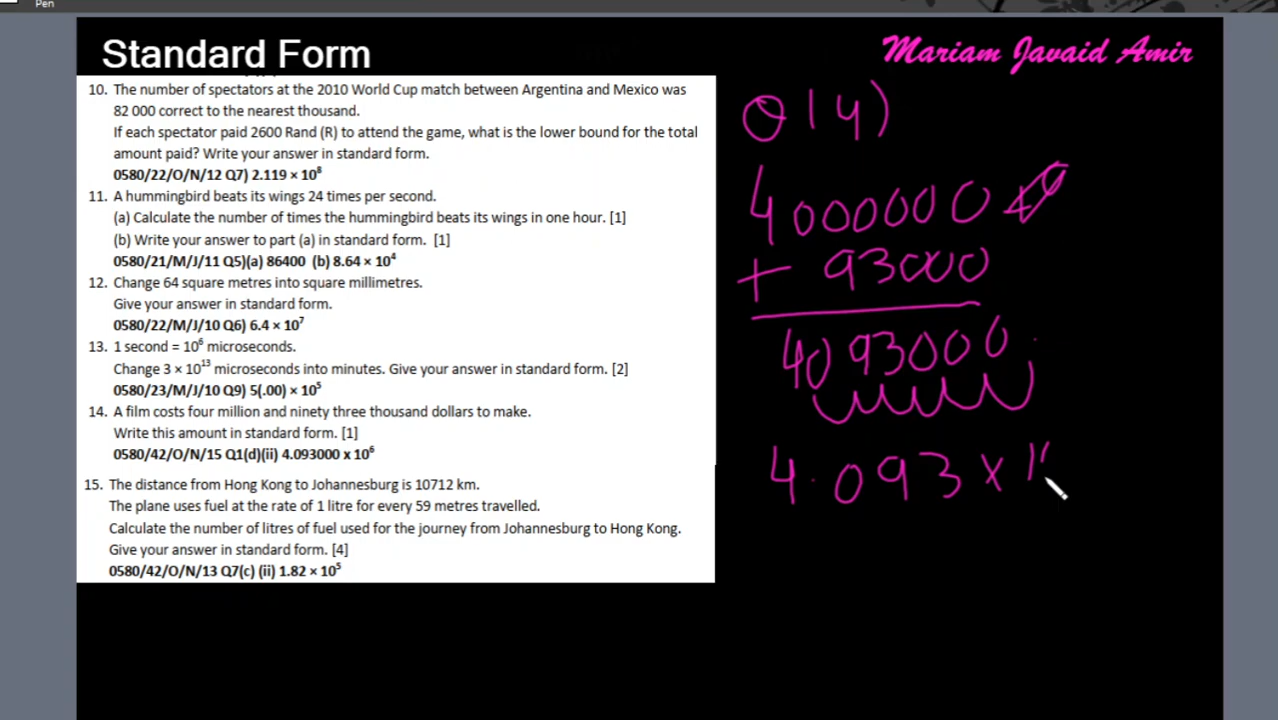 Pen
Standard Form
Mariam Javaid Amir
10. The number of spectators at the 2010 World Cup match between Argentina and Mexico was
82 000 correct to the nearest thousand.
If each spectator paid 2600 Rand (R) to attend the game, what is the lower bound for the total
amount paid? Write your answer in standard form.
0580/22/O/N/12 Q7) 2.119 × 10⁸
11. A hummingbird beats its wings 24 times per second.
(a) Calculate the number of times the hummingbird beats its wings in one hour. [1]
(b) Write your answer to part (a) in standard form. [1]
0580/21/M/J/11 Q5)(a) 86400 (b) 8.64 × 10⁴
12. Change 64 square metres into square millimetres.
Give your answer in standard form.
0580/22/M/J/10 Q6) 6.4 × 10⁷
13. 1 second = 10⁶ microseconds.
Change 3 × 10¹³ microseconds into minutes. Give your answer in standard form. [2]
0580/23/M/J/10 Q9) 5(.00) × 10⁵
14. A film costs four million and ninety three thousand dollars to make.
Write this amount in standard form. [1]
0580/42/O/N/15 Q1(d)(ii) 4.093000 x 10⁶
15. The distance from Hong Kong to Johannesburg is 10712 km.
The plane uses fuel at the rate of 1 litre for every 59 metres travelled.
Calculate the number of litres of fuel used for the journey from Johannesburg to Hong Kong.
Give your answer in standard form. [4]
0580/42/O/N/13 Q7(c) (ii) 1.82 × 10⁵
Q14)
4000000
+ 93000
4093000.
4.093 x 1